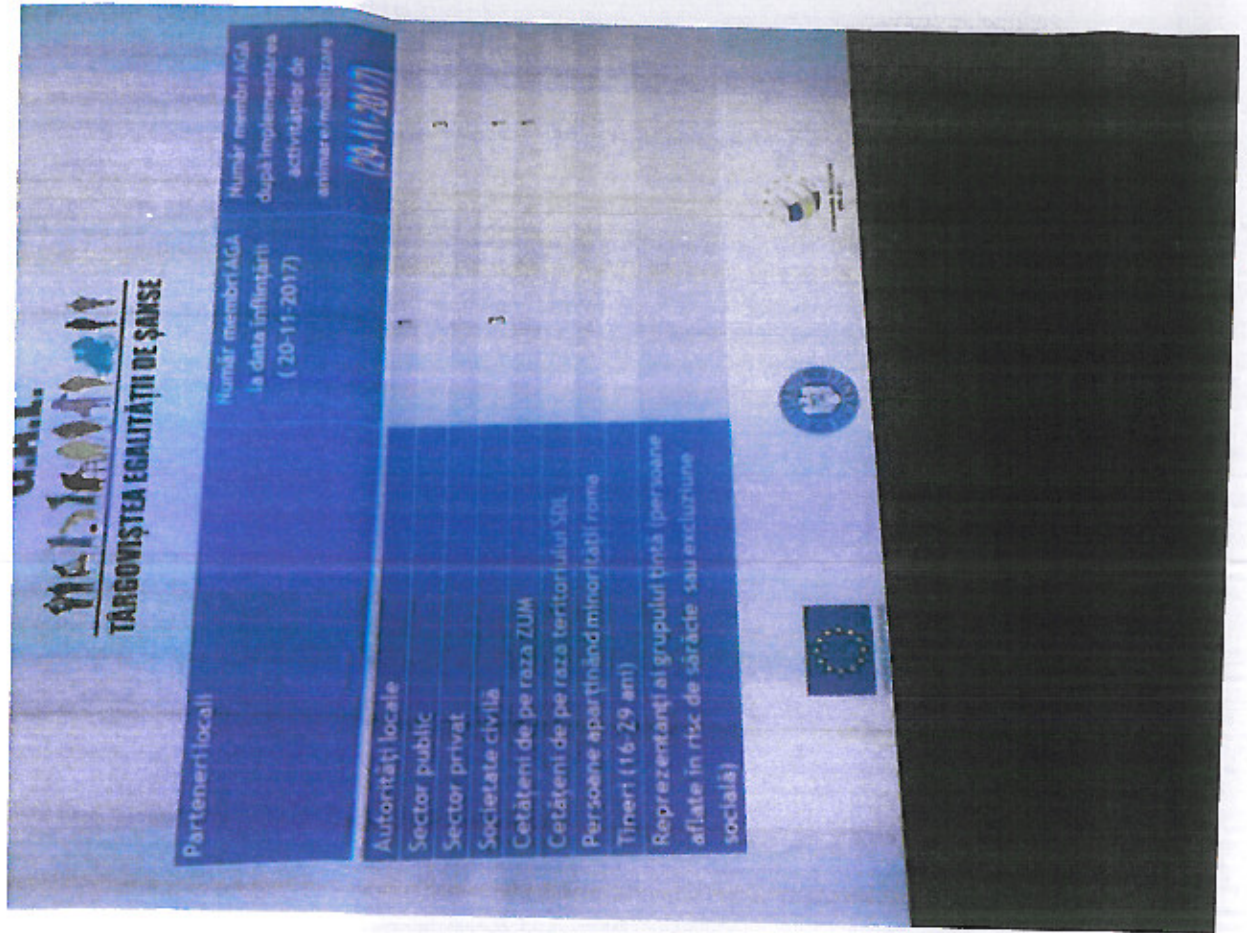 G.A.L.
TÂRGOVIȘTEA EGALITĂȚII DE ȘANSE
Parteneri locali
Număr membri AGA
la data înființării
( 20-11-2017)
Număr membri AGA
după implementarea
activităților de
animare/mobilizare
(29-11-2017)
Autorități locale 1
Sector public
Sector privat 3
Societate civilă 3 1
Cetățeni de pe raza ZUM 1
Cetățeni de pe raza teritoriului SDL
Persoane aparținând minorități roma
Tineri (16-29 ani)
Reprezentanți ai grupului țintă (persoane
aflate în risc de sărăcie sau excluziune
socială)